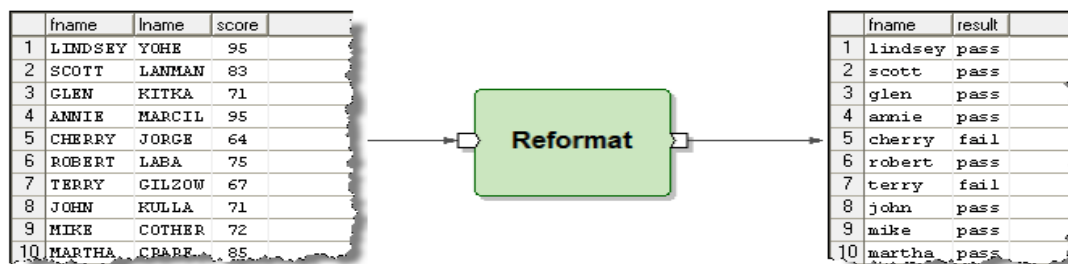 fname lname score
1 LINDSEY YOHE 95
2 SCOTT LANMAN 83
3 GLEN KITKA 71
4 ANNIE MARCIL 95
5 CHERRY JORGE 64
6 ROBERT LABA 75
7 TERRY GILZOW 67
8 JOHN KULLA 71
9 MIKE COTHER 72
10 MARTHA 85
Reformat
fname result
1 lindsey pass
2 scott pass
3 glen pass
4 annie pass
5 cherry fail
6 robert pass
7 terry fail
8 john pass
9 mike pass
10 martha pass